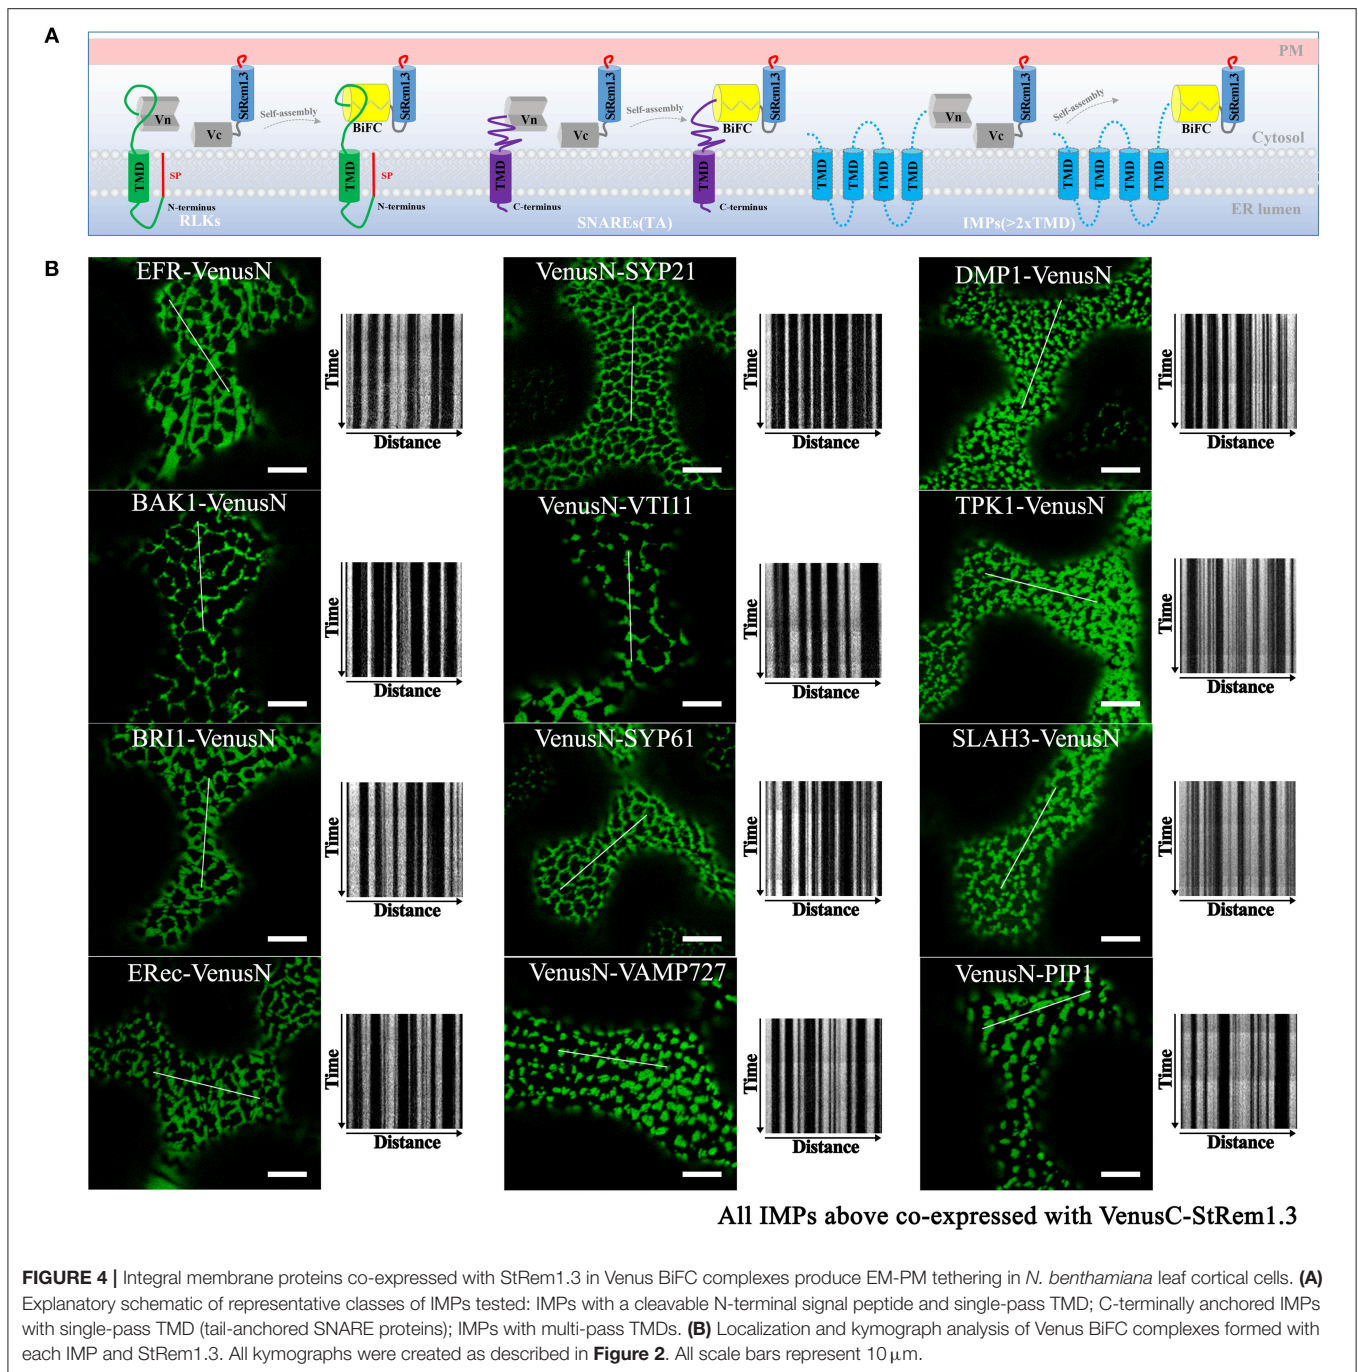 A
PM
StRem1.3
StRem1.3
StRem1.3
StRem1.3
StRem1.3
StRem1.3
Vn
Vc
Self-assembly
BiFC
Vn
Vc
Self-assembly
BiFC
Vn
Vc
Self-assembly
BiFC
Cytosol
TMD
SP
TMD
SP
TMD
TMD
TMD
TMD
TMD
TMD
TMD
TMD
TMD
TMD
N-terminus
N-terminus
C-terminus
C-terminus
RLKs
SNAREs(TA)
IMPs(>2xTMD)
ER lumen
B
EFR-VenusN
Time
Distance
VenusN-SYP21
Time
Distance
DMP1-VenusN
Time
Distance
BAK1-VenusN
Time
Distance
VenusN-VTI11
Time
Distance
TPK1-VenusN
Time
Distance
BRI1-VenusN
Time
Distance
VenusN-SYP61
Time
Distance
SLAH3-VenusN
Time
Distance
ERec-VenusN
Time
Distance
VenusN-VAMP727
Time
Distance
VenusN-PIP1
Time
Distance
All IMPs above co-expressed with VenusC-StRem1.3
FIGURE 4 | Integral membrane proteins co-expressed with StRem1.3 in Venus BiFC complexes produce EM-PM tethering in N. benthamiana leaf cortical cells. (A)
Explanatory schematic of representative classes of IMPs tested: IMPs with a cleavable N-terminal signal peptide and single-pass TMD; C-terminally anchored IMPs
with single-pass TMD (tail-anchored SNARE proteins); IMPs with multi-pass TMDs. (B) Localization and kymograph analysis of Venus BiFC complexes formed with
each IMP and StRem1.3. All kymographs were created as described in Figure 2. All scale bars represent 10 μm.